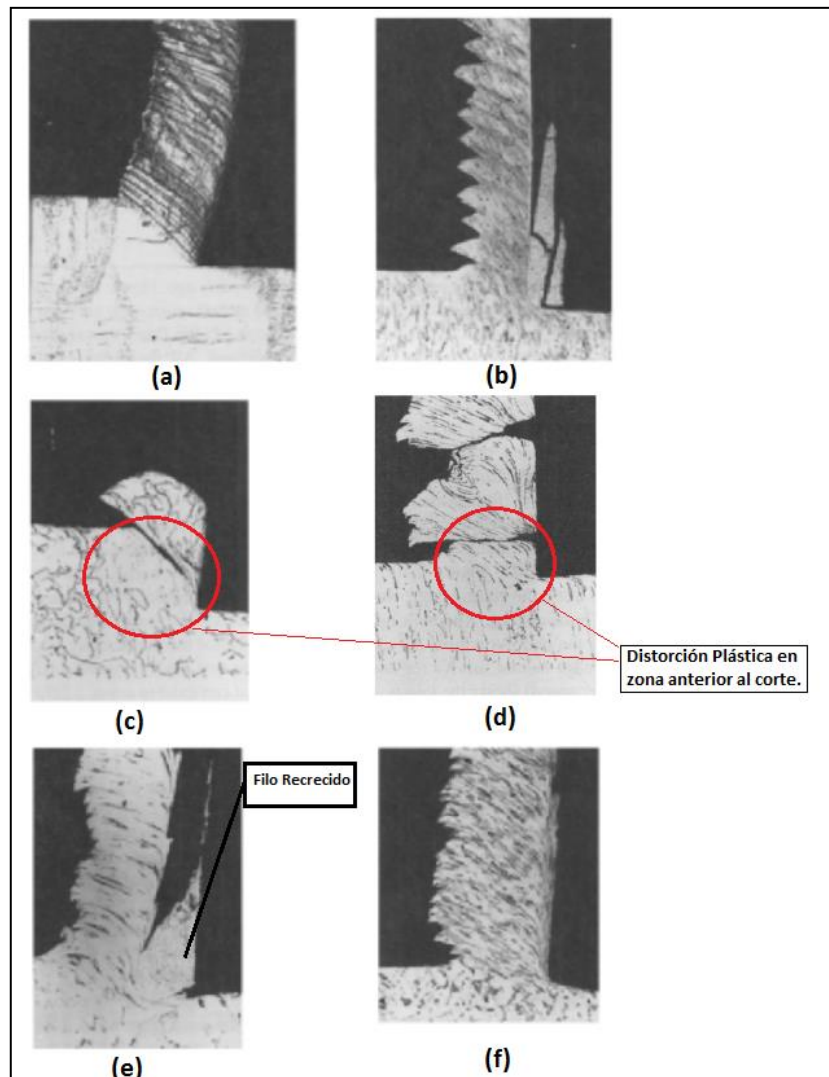 (a)
(b)
(c)
(d)
Distorción Plástica en
zona anterior al corte.
Filo Recrecido
(e)
(f)